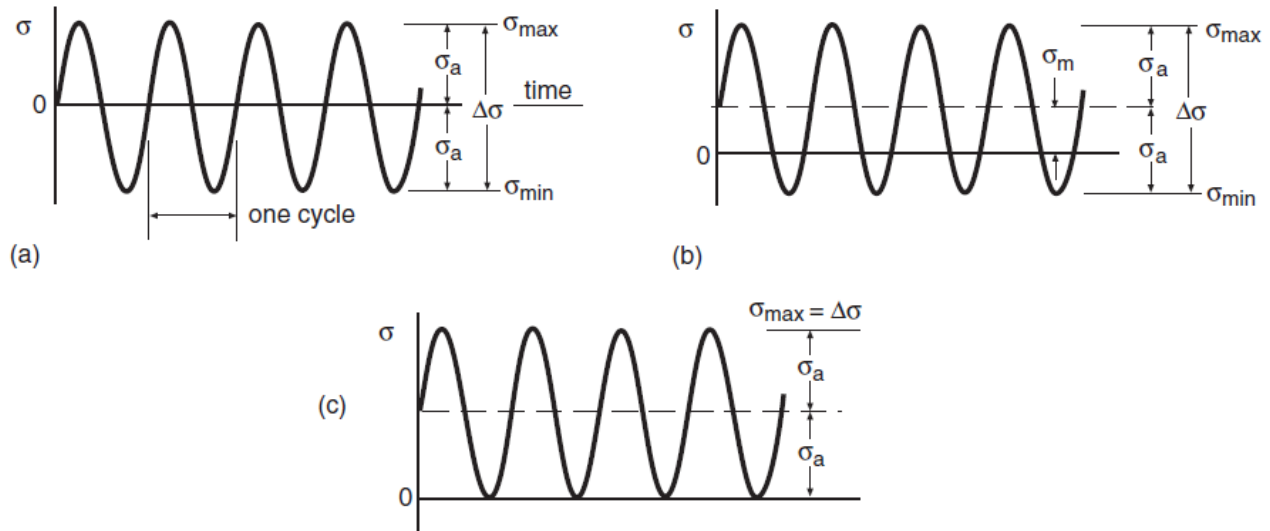 σ
σmax
σa
0
time
Δσ
σa
σmin
one cycle
(a)
σ
σmax
σm
σa
Δσ
0
σa
σmin
(b)
σmax = Δσ
σ
σa
(c)
σa
0